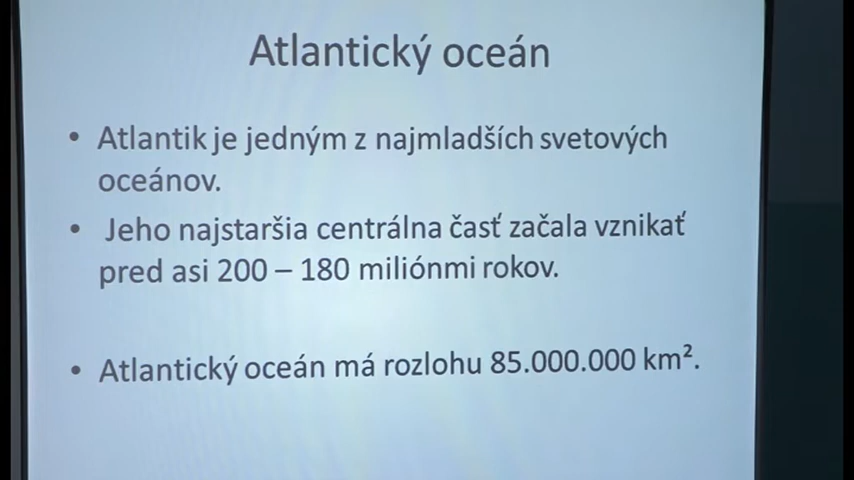 Atlantický oceán
• Atlantik je jedným z najmladších svetových
oceánov.
• Jeho najstaršia centrálna časť začala vznikať
pred asi 200 – 180 miliónmi rokov.
• Atlantický oceán má rozlohu 85.000.000 km².